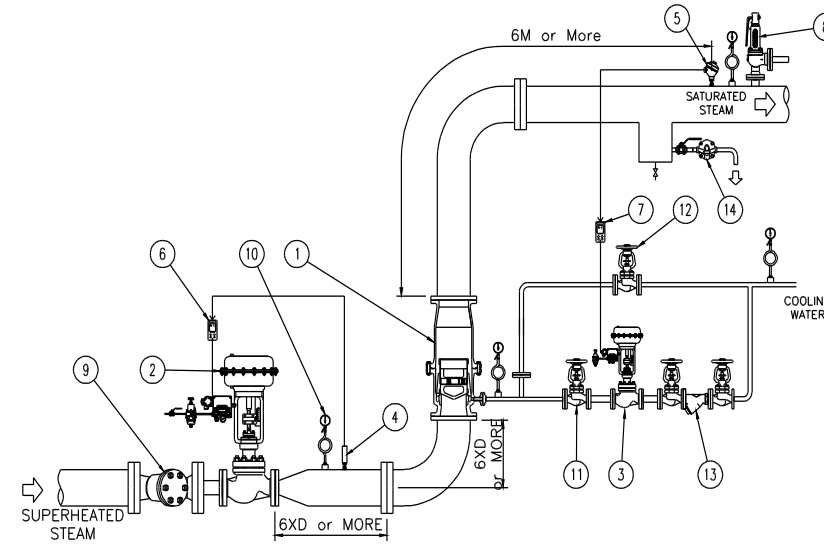 6M or More
5
8
SATURATED
STEAM
7
12
14
6
10
1
COOLIN
WATER
2
9
4
6XD
or MORE
11
3
13
SUPERHEATED
STEAM
6XD or MORE